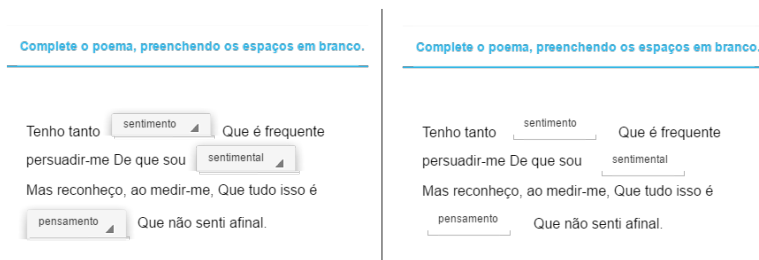 Complete o poema, preenchendo os espaços em branco.
Tenho tanto sentimento Que é frequente
persuadir-me De que sou sentimental
Mas reconheço, ao medir-me, Que tudo isso é
pensamento Que não senti afinal.
Complete o poema, preenchendo os espaços em branco.
Tenho tanto sentimento Que é frequente
persuadir-me De que sou sentimental
Mas reconheço, ao medir-me, Que tudo isso é
pensamento Que não senti afinal.